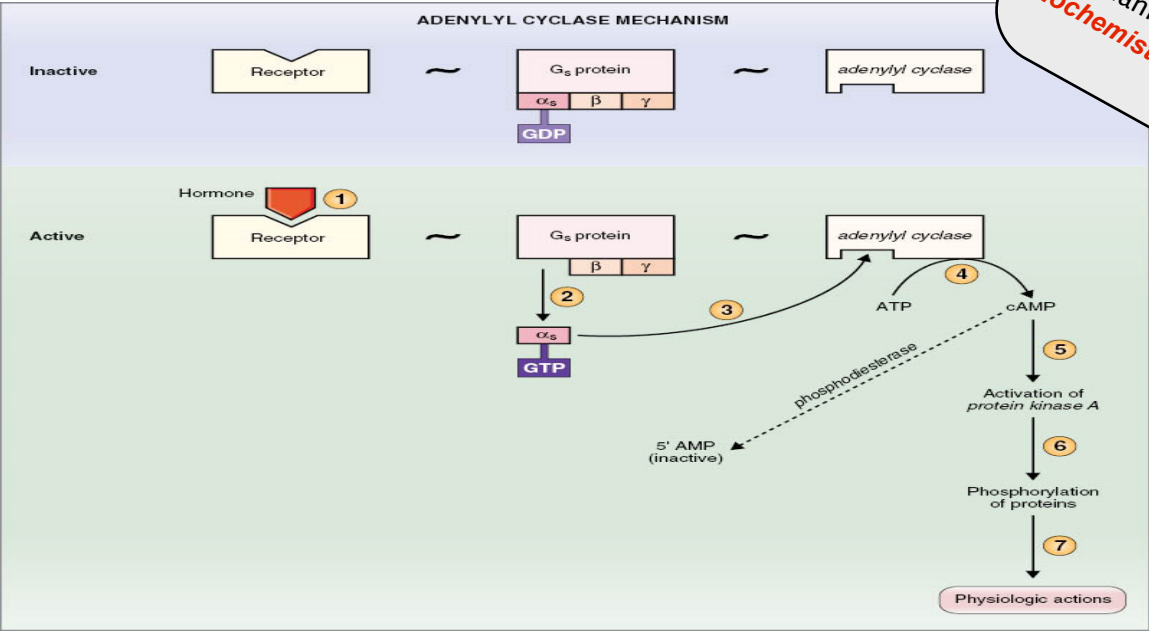 ADENYLYL CYCLASE MECHANISM
Inactive
Receptor
~
Gs protein
~
adenylyl cyclase
αs β γ
GDP
Hormone
1
Active
Receptor
~
Gs protein
~
adenylyl cyclase
β γ
2
3
4
αs
GTP
ATP
cAMP
phosphodiesterase
5
5' AMP
(inactive)
Activation of
protein kinase A
6
Phosphorylation
of proteins
7
Physiologic actions